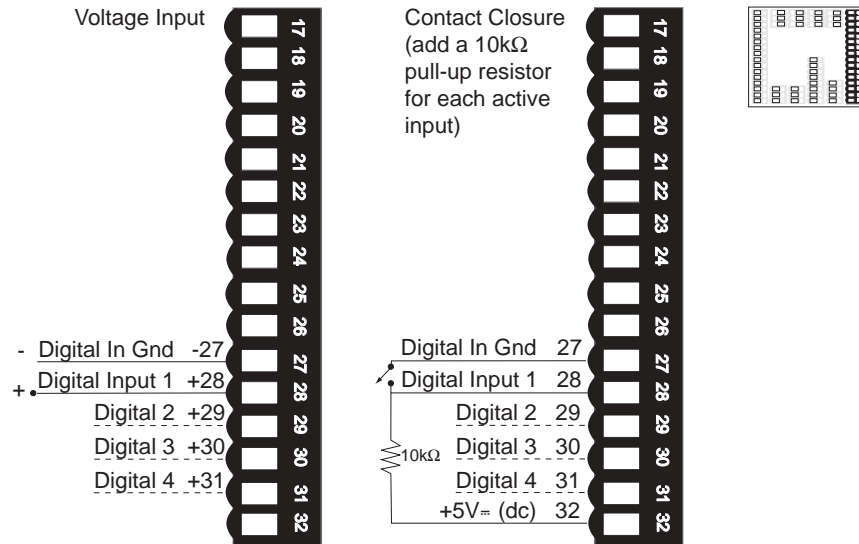 Voltage Input
17
18
19
20
21
22
23
24
25
26
27
28
29
30
31
32
- Digital In Gnd -27
+ Digital Input 1 +28
Digital 2 +29
Digital 3 +30
Digital 4 +31
Contact Closure
(add a 10kΩ
pull-up resistor
for each active
input)
17
18
19
20
21
22
23
24
25
26
27
28
29
30
31
32
Digital In Gnd 27
Digital Input 1 28
Digital 2 29
10kΩ
Digital 3 30
Digital 4 31
+5V⎓ (dc) 32